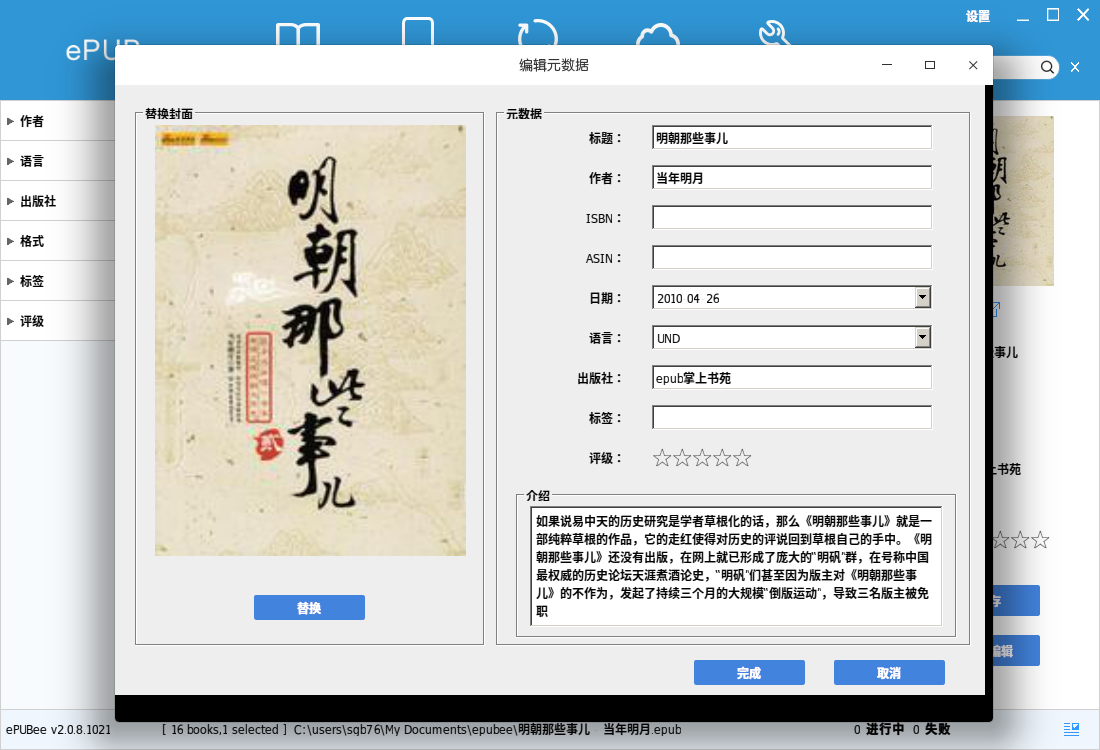 设置
ePUB
编辑元数据
作者
语言
出版社
格式
标签
评级
替换封面
明朝那些事儿
贰
替换
元数据
标题： 明朝那些事儿
作者： 当年明月
ISBN：
ASIN：
日期： 2010 04 26
语言： UND
出版社： epub掌上书苑
标签：
评级： ☆☆☆☆☆
介绍
如果说易中天的历史研究是学者草根化的话，那么《明朝那些事儿》就是一
部纯粹草根的作品，它的走红使得对历史的评说回到草根自己的手中。《明
朝那些事儿》还没有出版，在网上就已形成了庞大的“明矾”群，在号称中国
最权威的历史论坛天涯煮酒论史，“明矾”们甚至因为版主对《明朝那些事
儿》的不作为，发起了持续三个月的大规模“倒版运动”，导致三名版主被免
职
完成
取消
事儿
上书苑
☆☆☆
存
编辑
ePUBee v2.0.8.1021
[ 16 books,1 selected ] C:\users\sqb76\My Documents\epubee\明朝那些事儿 当年明月.epub
0 进行中 0 失败